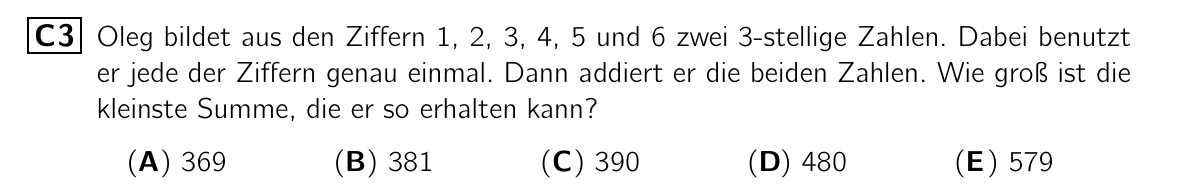 C3 Oleg bildet aus den Ziffern 1, 2, 3, 4, 5 und 6 zwei 3-stellige Zahlen. Dabei benutzt
er jede der Ziffern genau einmal. Dann addiert er die beiden Zahlen. Wie groß ist die
kleinste Summe, die er so erhalten kann?
(A) 369 (B) 381 (C) 390 (D) 480 (E) 579